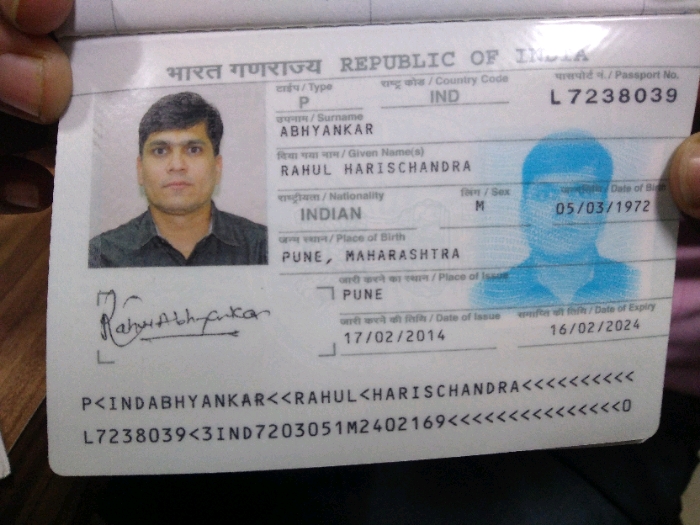 भारत गणराज्य REPUBLIC OF INDIA
टाईप / Type राष्ट्र कोड / Country Code पासपोर्ट नं. / Passport No.
P IND L7238039
उपनाम / Surname
ABHYANKAR
दिया गया नाम / Given Name(s)
RAHUL HARISCHANDRA
राष्ट्रीयता / Nationality लिंग / Sex जन्मतिथि / Date of Birth
INDIAN M 05/03/1972
जन्म स्थान / Place of Birth
PUNE, MAHARASHTRA
जारी करने का स्थान / Place of Issue
PUNE
जारी करने की तिथि / Date of Issue समाप्ति की तिथि / Date of Expiry
17/02/2014 16/02/2024
Rahul Abhyankar
P<INDABHYANKAR<<RAHUL<HARISCHANDRA<<<<<<<<<<
L7238039<3IND7203051M2402169<<<<<<<<<<<<<<<0